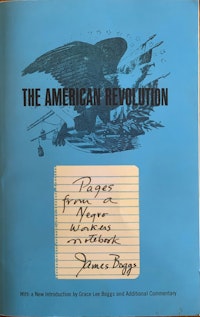 THE AMERICAN REVOLUTION
Pages
from a
Negro
Workers
notebook
James Boggs
With a New Introduction by Grace Lee Boggs and Additional Commentary